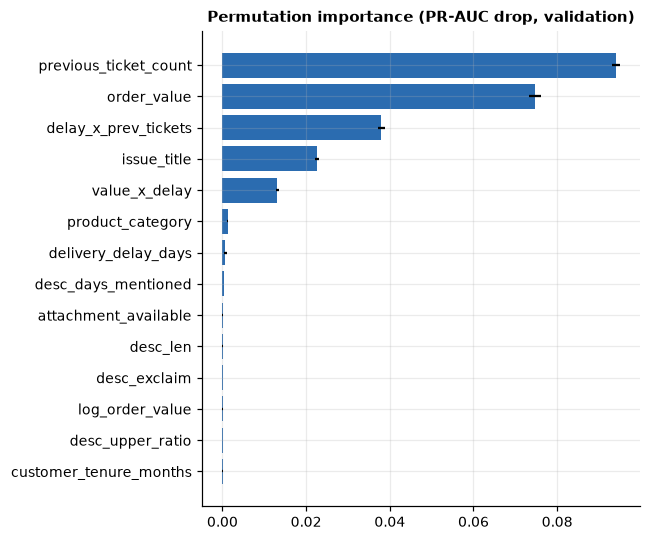 Permutation importance (PR-AUC drop, validation)
previous_ticket_count
order_value
delay_x_prev_tickets
issue_title
value_x_delay
product_category
delivery_delay_days
desc_days_mentioned
attachment_available
desc_len
desc_exclaim
log_order_value
desc_upper_ratio
customer_tenure_months
0.00 0.02 0.04 0.06 0.08